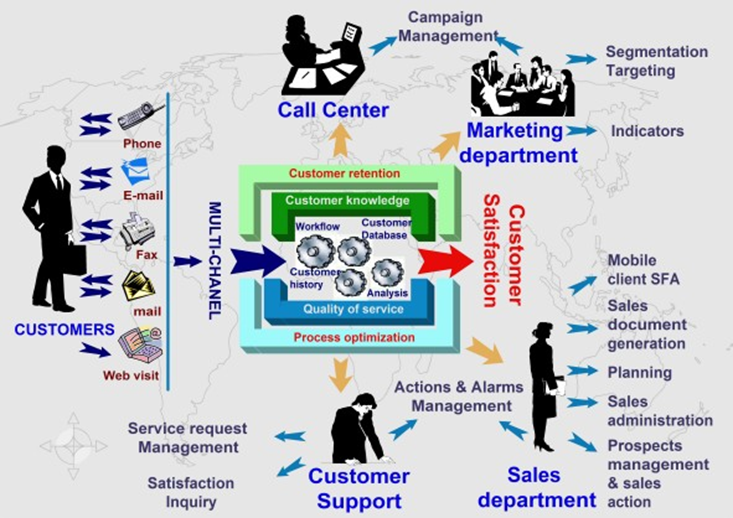 Campaign
Management
Segmentation
Targeting
Call Center
Marketing
department
Indicators
Phone
E-mail
Fax
mail
Web visit
CUSTOMERS
MULTI-CHANEL
Customer retention
Customer knowledge
Workflow
Customer
Database
Customer
history
Analysis
Quality of service
Process optimization
Customer
Satisfaction
Mobile
client SFA
Sales
document
generation
Planning
Sales
administration
Prospects
management
& sales
action
Actions & Alarms
Management
Service request
Management
Satisfaction
Inquiry
Customer
Support
Sales
department